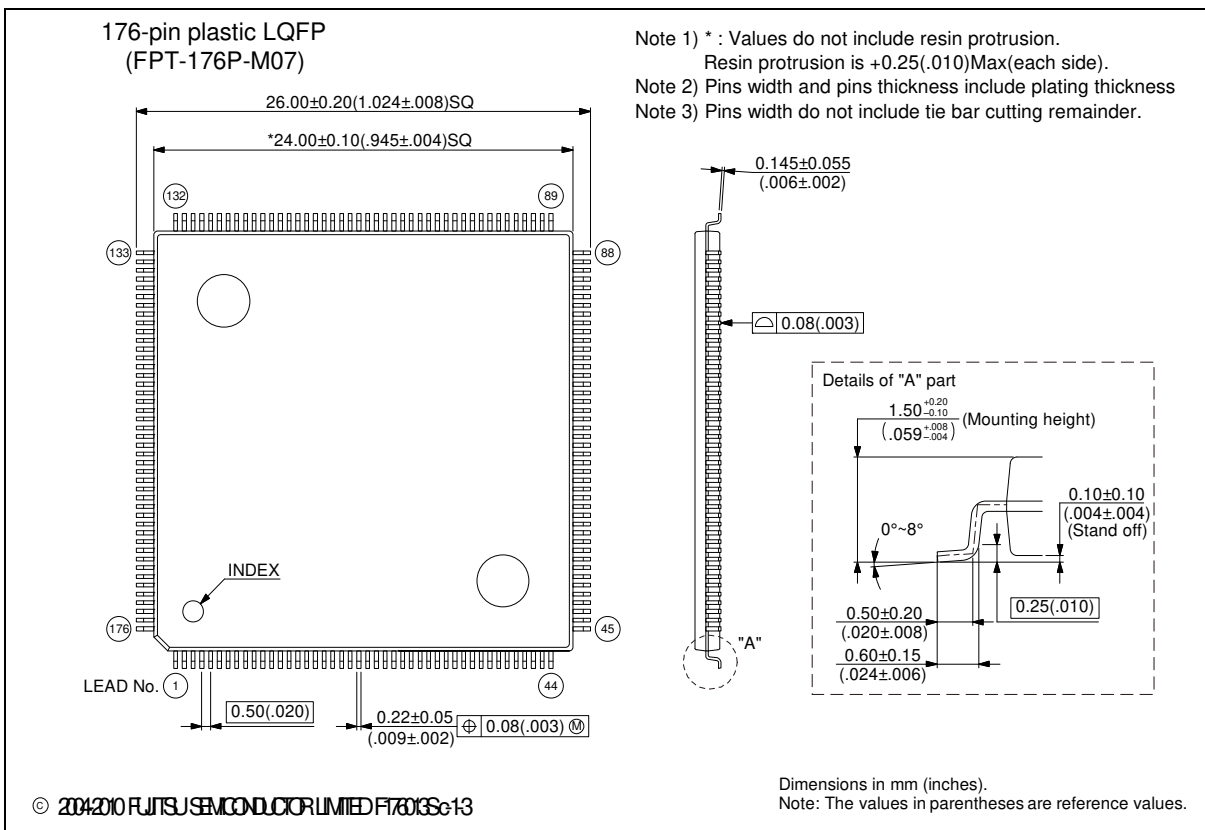 176-pin plastic LQFP
(FPT-176P-M07)
Note 1) * : Values do not include resin protrusion.
Resin protrusion is +0.25(.010)Max(each side).
Note 2) Pins width and pins thickness include plating thickness
Note 3) Pins width do not include tie bar cutting remainder.
26.00±0.20(1.024±.008)SQ
*24.00±0.10(.945±.004)SQ
0.145±0.055
(.006±.002)
132
89
133
88
0.08(.003)
Details of "A" part
1.50 +0.20 -0.10
(.059 +.008 -.004)
(Mounting height)
0.10±0.10
(.004±.004)
(Stand off)
0°~8°
INDEX
0.25(.010)
0.50±0.20
(.020±.008)
0.60±0.15
(.024±.006)
176
45
"A"
LEAD No.
1
44
0.50(.020)
0.22±0.05
(.009±.002)
⌖ 0.08(.003) Ⓜ
© 2004-2010 FUJITSU SEMICONDUCTOR LIMITED F176013S-c-1-3
Dimensions in mm (inches).
Note: The values in parentheses are reference values.